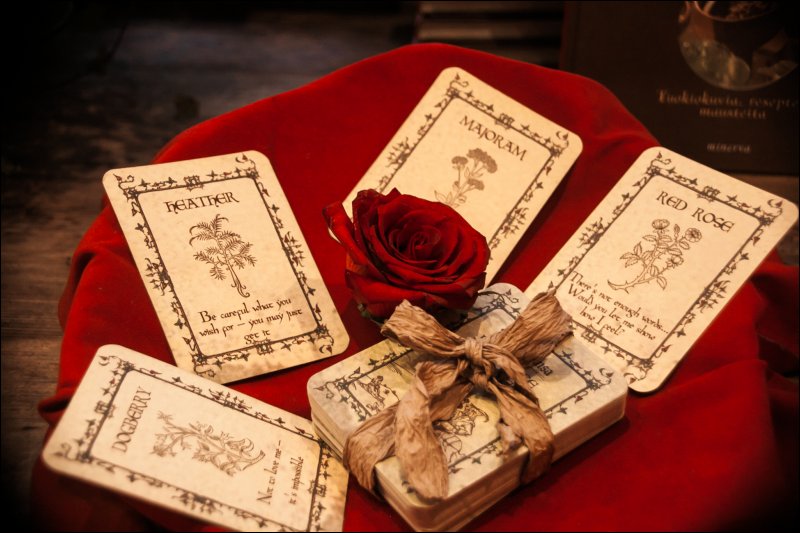 MAJORAM
HEATHER
Be careful what you
wish for – you may just
get it
RED ROSE
There's not enough words...
Would you let me show
how I feel?
DOGBERRY
Not to love me –
it's impossible
minerva